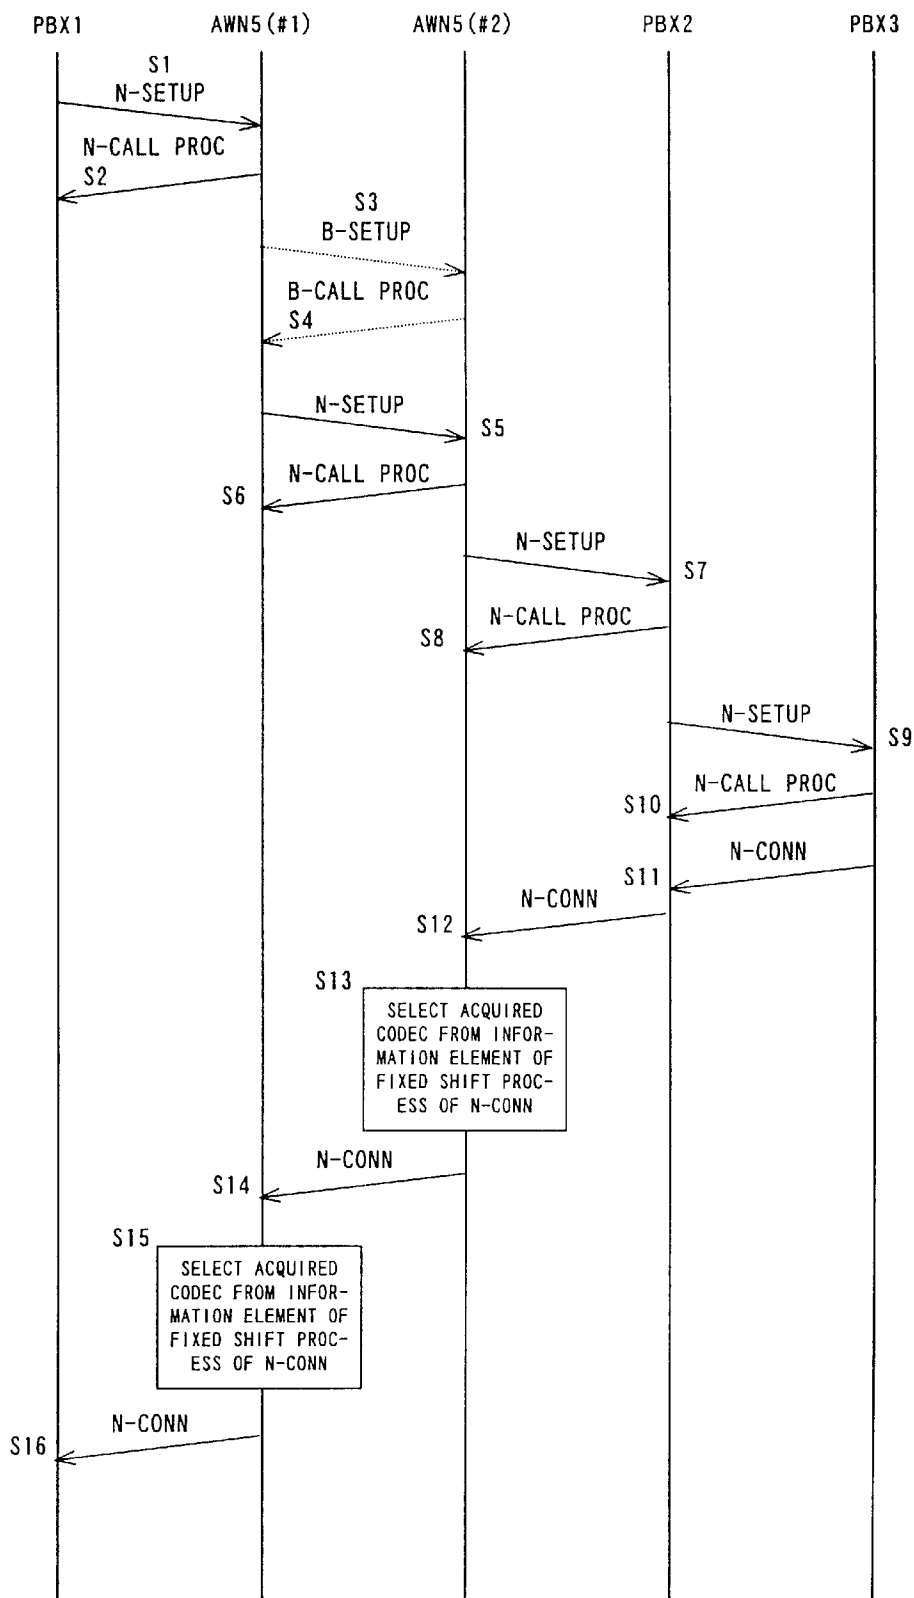 PBX1 AWN5(#1) AWN5(#2) PBX2 PBX3
S1
N-SETUP
N-CALL PROC
S2
S3
B-SETUP
B-CALL PROC
S4
N-SETUP
S5
N-CALL PROC
S6
N-SETUP
S7
N-CALL PROC
S8
N-SETUP
S9
N-CALL PROC
S10
N-CONN
S11
N-CONN
S12
S13
SELECT ACQUIRED
CODEC FROM INFOR-
MATION ELEMENT OF
FIXED SHIFT PROC-
ESS OF N-CONN
N-CONN
S14
S15
SELECT ACQUIRED
CODEC FROM INFOR-
MATION ELEMENT OF
FIXED SHIFT PROC-
ESS OF N-CONN
N-CONN
S16